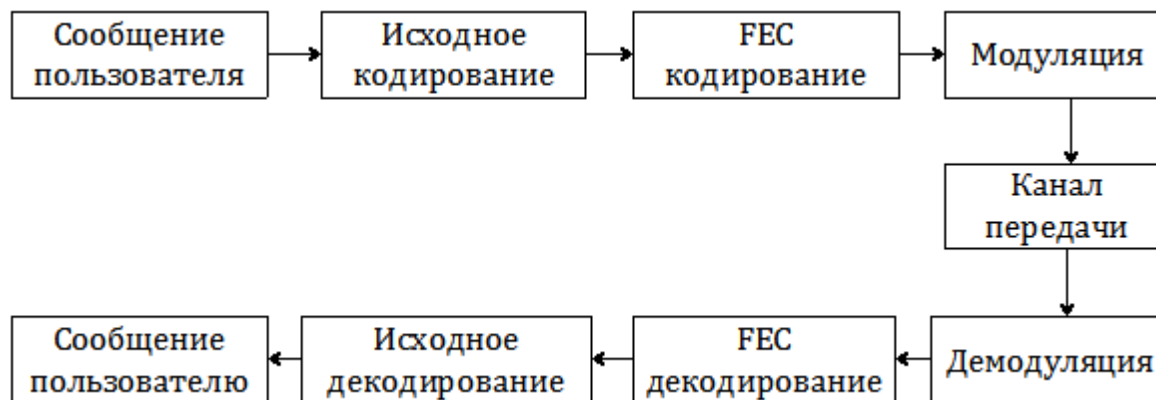 Сообщение
пользователя
Исходное
кодирование
FEC
кодирование
Модуляция
Канал
передачи
Демодуляция
FEC
декодирование
Исходное
декодирование
Сообщение
пользователю